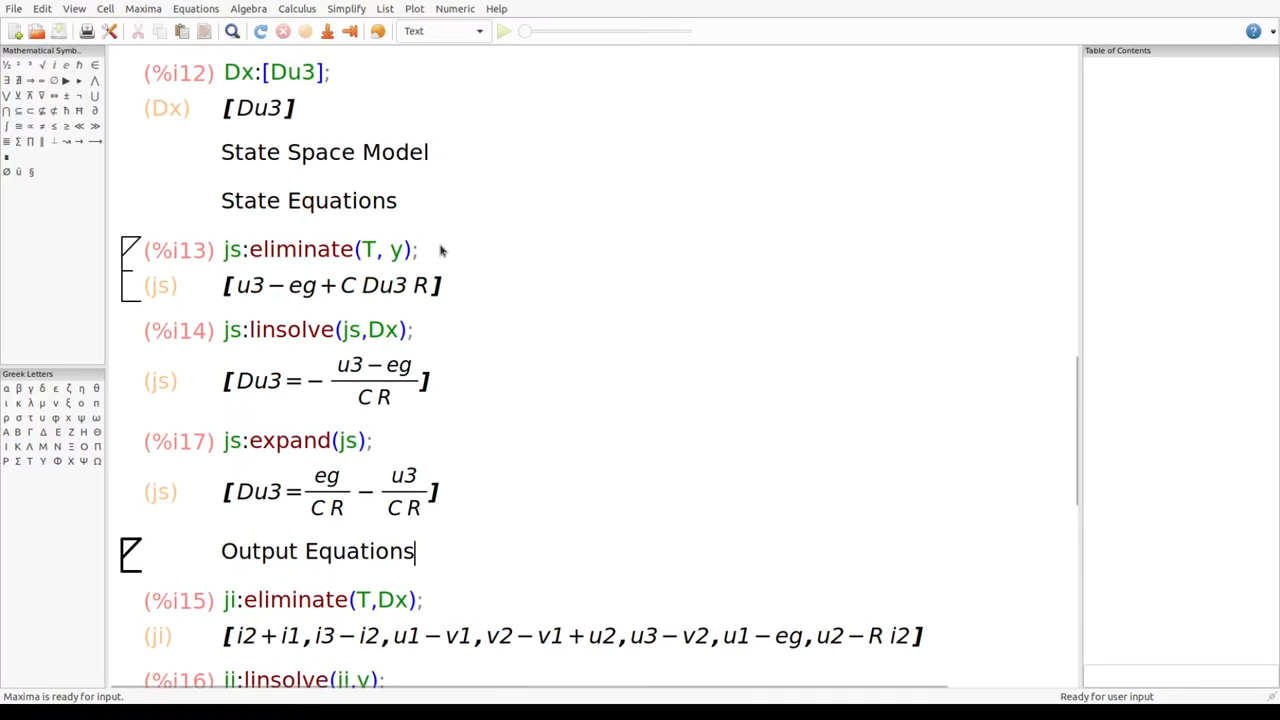 File Edit View Cell Maxima Equations Algebra Calculus Simplify List Plot Numeric Help
Text
Mathematical Symb..
Table of Contents
½ ² ³ √ ⅈ ⅇ ħ ∈
∃ ∄ ⇒ ∞ ∅ ▶ ▸ ⋀
⋁ ⊻ ⊼ ⊽ ⇔ ± ¬ ⋃
⋂ ⊆ ⊂ ⊈ ⊄ ħ Ħ ∂
∫ ≅ ∝ ≠ ≤ ≥ ≪ ≫
≣ ∑ ∏ ∥ ⟂ ↝ → ⟶
∎
Ø ü §
Greek Letters
α β γ δ ε ζ η θ
ι κ λ μ ν ξ ο π
ρ σ τ υ φ χ ψ ω
Α Β Γ Δ Ε Ζ Η Θ
Ι Κ Λ Μ Ν Ξ Ο Π
Ρ Σ Τ Υ Φ Χ Ψ Ω
(%i12) Dx:[Du3];
(Dx) [Du3]
State Space Model
State Equations
(%i13) js:eliminate(T, y);
(js) [u3−eg+C Du3 R]
(%i14) js:linsolve(js,Dx);
u3−eg
(js) [Du3=− ]
C R
(%i17) js:expand(js);
eg u3
(js) [Du3= − ]
C R C R
Output Equations
(%i15) ji:eliminate(T,Dx);
(ji) [i2+i1,i3−i2,u1−v1,v2−v1+u2,u3−v2,u1−eg,u2−R i2]
(%i16) ji:linsolve(ji,y);
Maxima is ready for input. Ready for user input